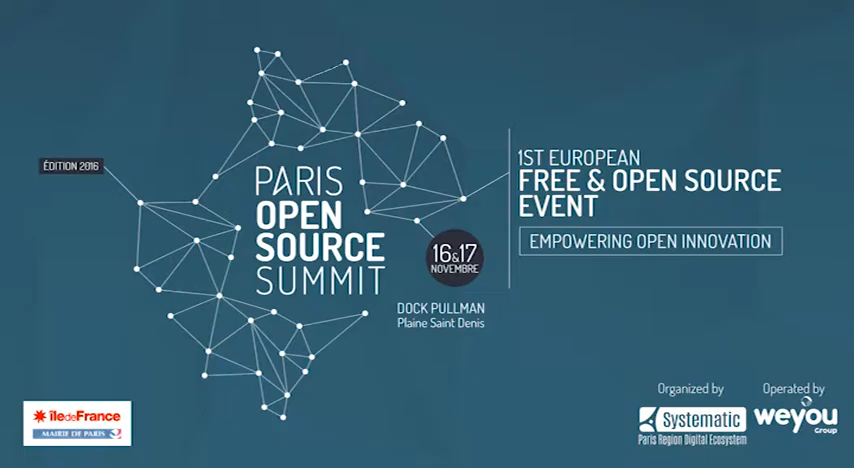 ÉDITION 2016
PARIS
OPEN
SOURCE
SUMMIT
16&17
NOVEMBRE
DOCK PULLMAN
Plaine Saint Denis
1ST EUROPEAN
FREE & OPEN SOURCE
EVENT
EMPOWERING OPEN INNOVATION
îledeFrance
MAIRIE DE PARIS
Organized by
Systematic
Paris Region Digital Ecosystem
Operated by
weyou
Group